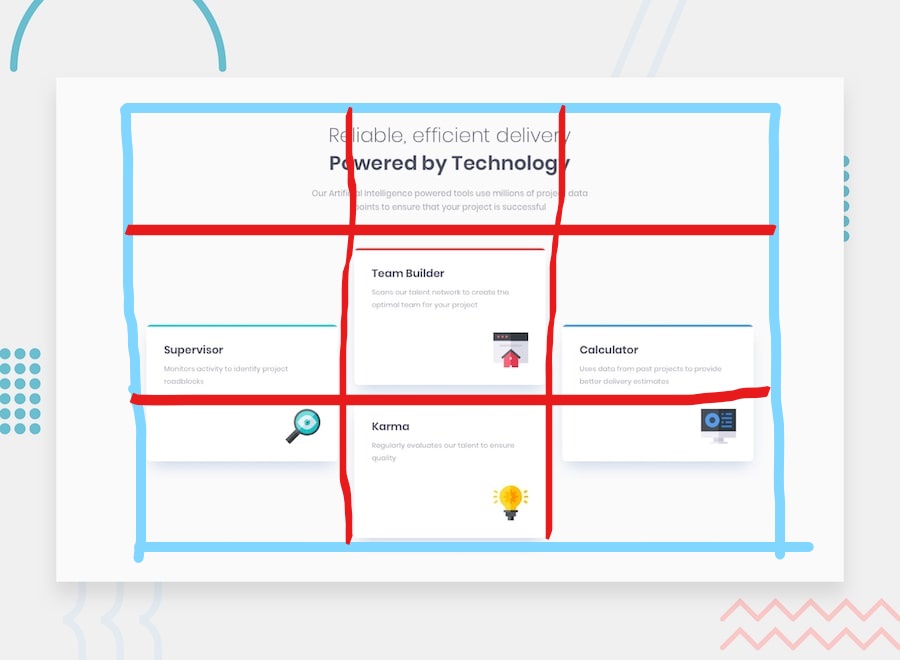 Reliable, efficient delivery
Powered by Technology
Our Artificial Intelligence powered tools use millions of project data
points to ensure that your project is successful
Team Builder
Scans our talent network to create the
optimal team for your project
Supervisor
Monitors activity to identify project
roadblocks
Calculator
Uses data from past projects to provide
better delivery estimates
Karma
Regularly evaluates our talent to ensure
quality